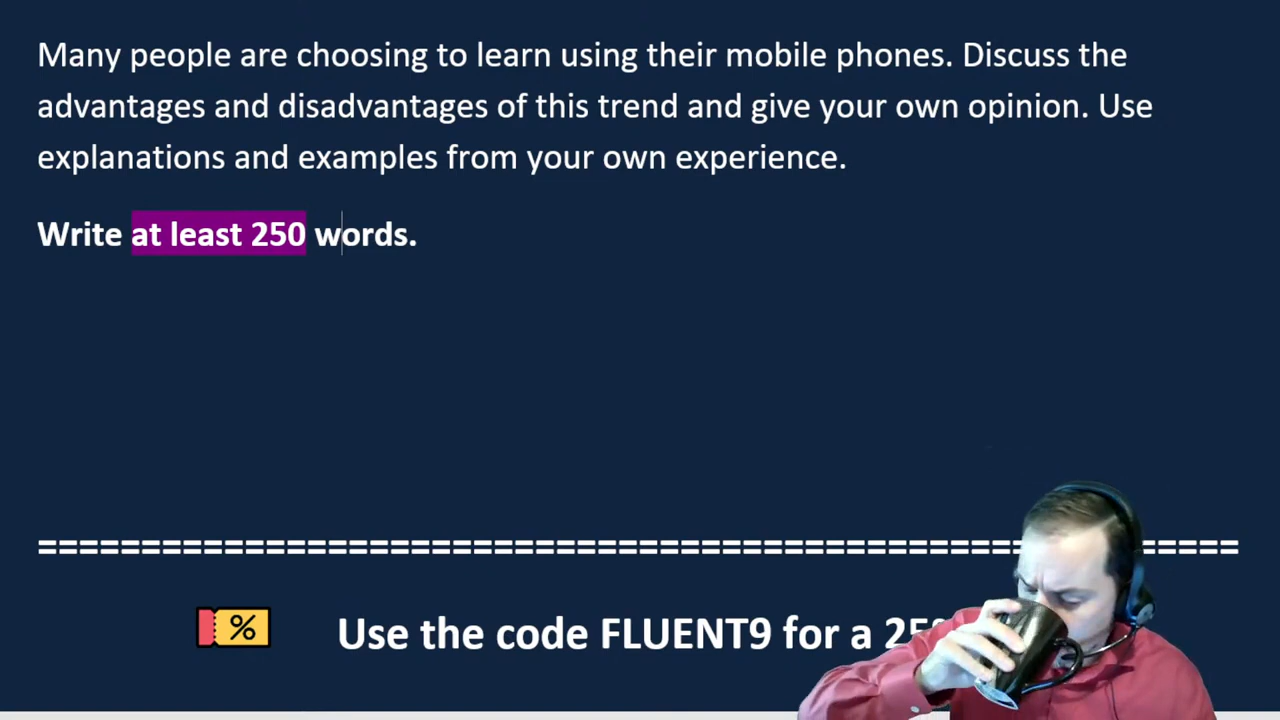 Many people are choosing to learn using their mobile phones. Discuss the
advantages and disadvantages of this trend and give your own opinion. Use
explanations and examples from your own experience.
Write at least 250 words.
======================================================
%
Use the code FLUENT9 for a